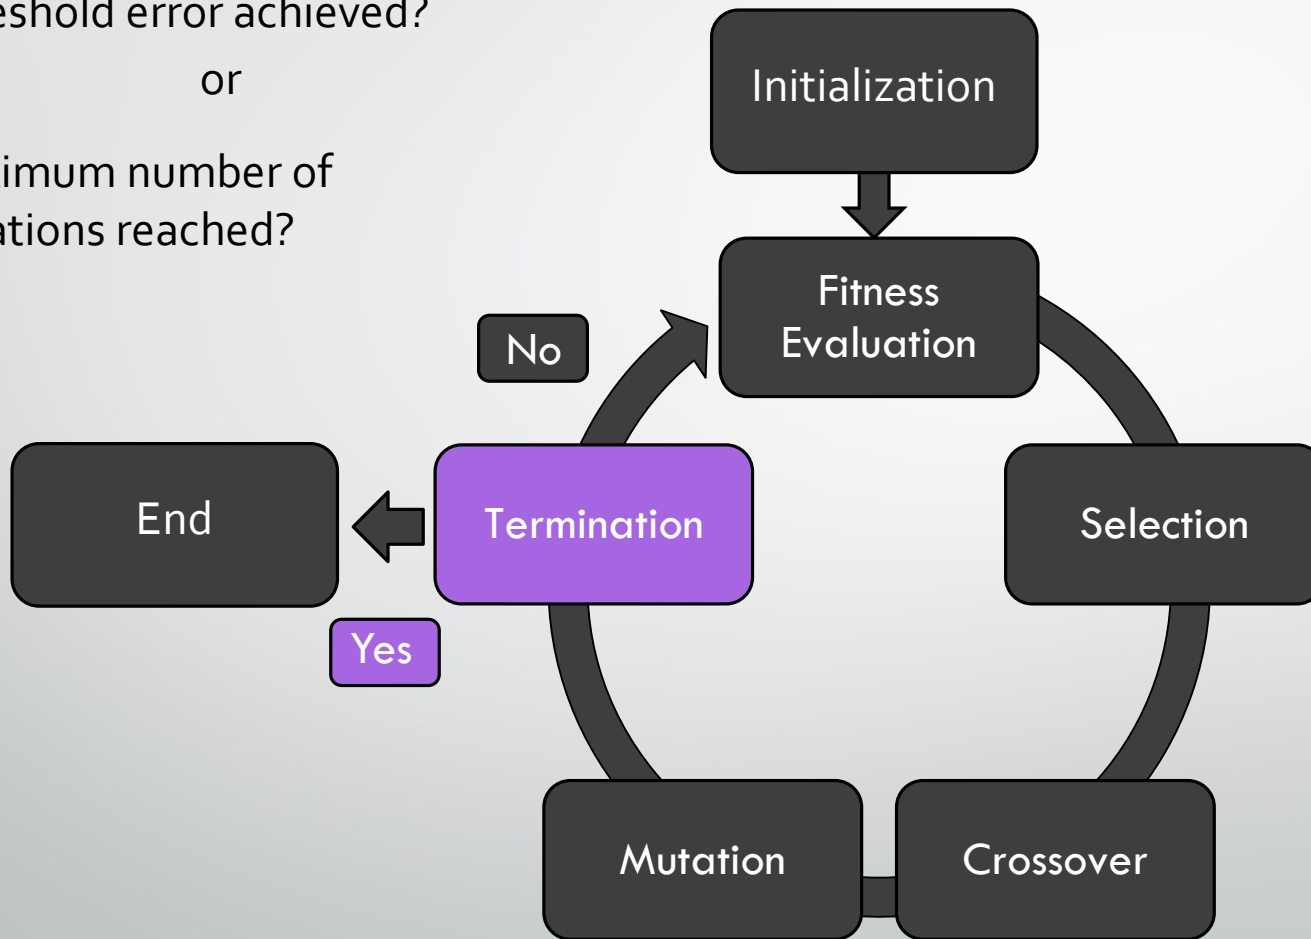 eshold error achieved?
or
imum number of
ations reached?
Initialization
Fitness
Evaluation
No
End
Termination
Selection
Yes
Mutation
Crossover